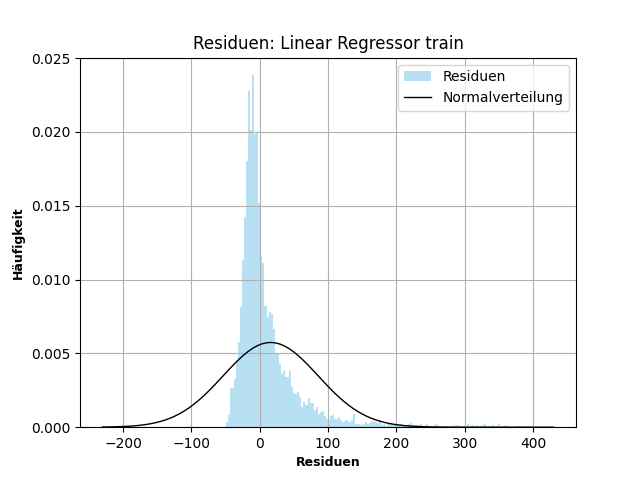 Residuen: Linear Regressor train
0.025
0.020
0.015
0.010
0.005
0.000
Häufigkeit
Residuen
Normalverteilung
−200
−100
0
100
200
300
400
Residuen